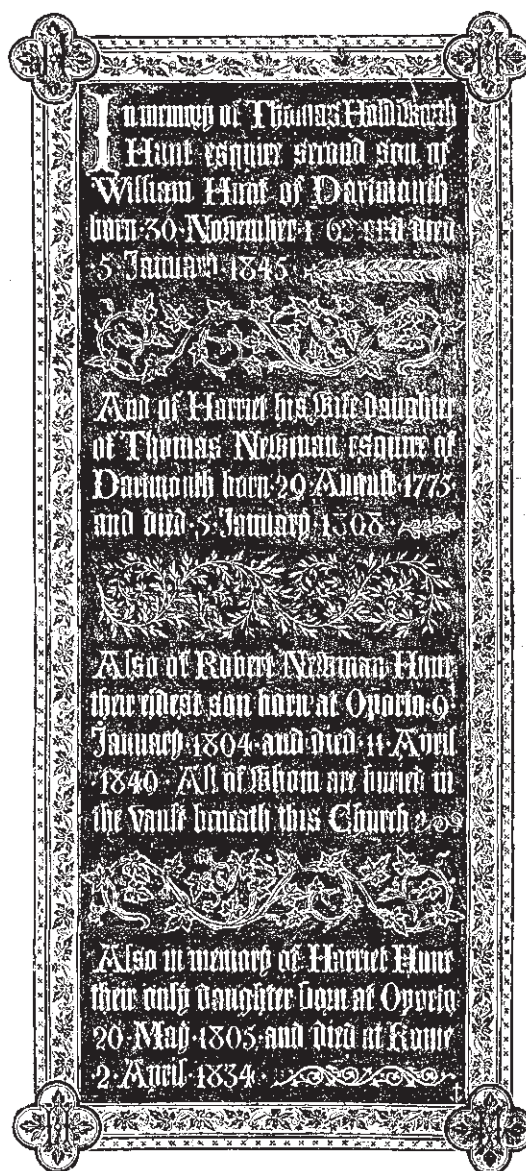 In memory of Thomas Holdsworth
Hunt esquire second son of
William Hunt of Dartmouth
born·30·November· and died
·5·January·1845·
And of Harriet his Wife daughter
of Thomas Newman esquire of
Dartmouth born·29·August·1775·
and died·5·January·1808·
Also of Robert Newman Hunt
their eldest son born at Oporto·9·
January·1804·and died·11·April
·1840·All of Whom are buried in
the vault beneath this Church
Also in memory of Harriet Hunt
their only daughter born at Oporto
20·May·1805·and died at Rome
2·April·1834·